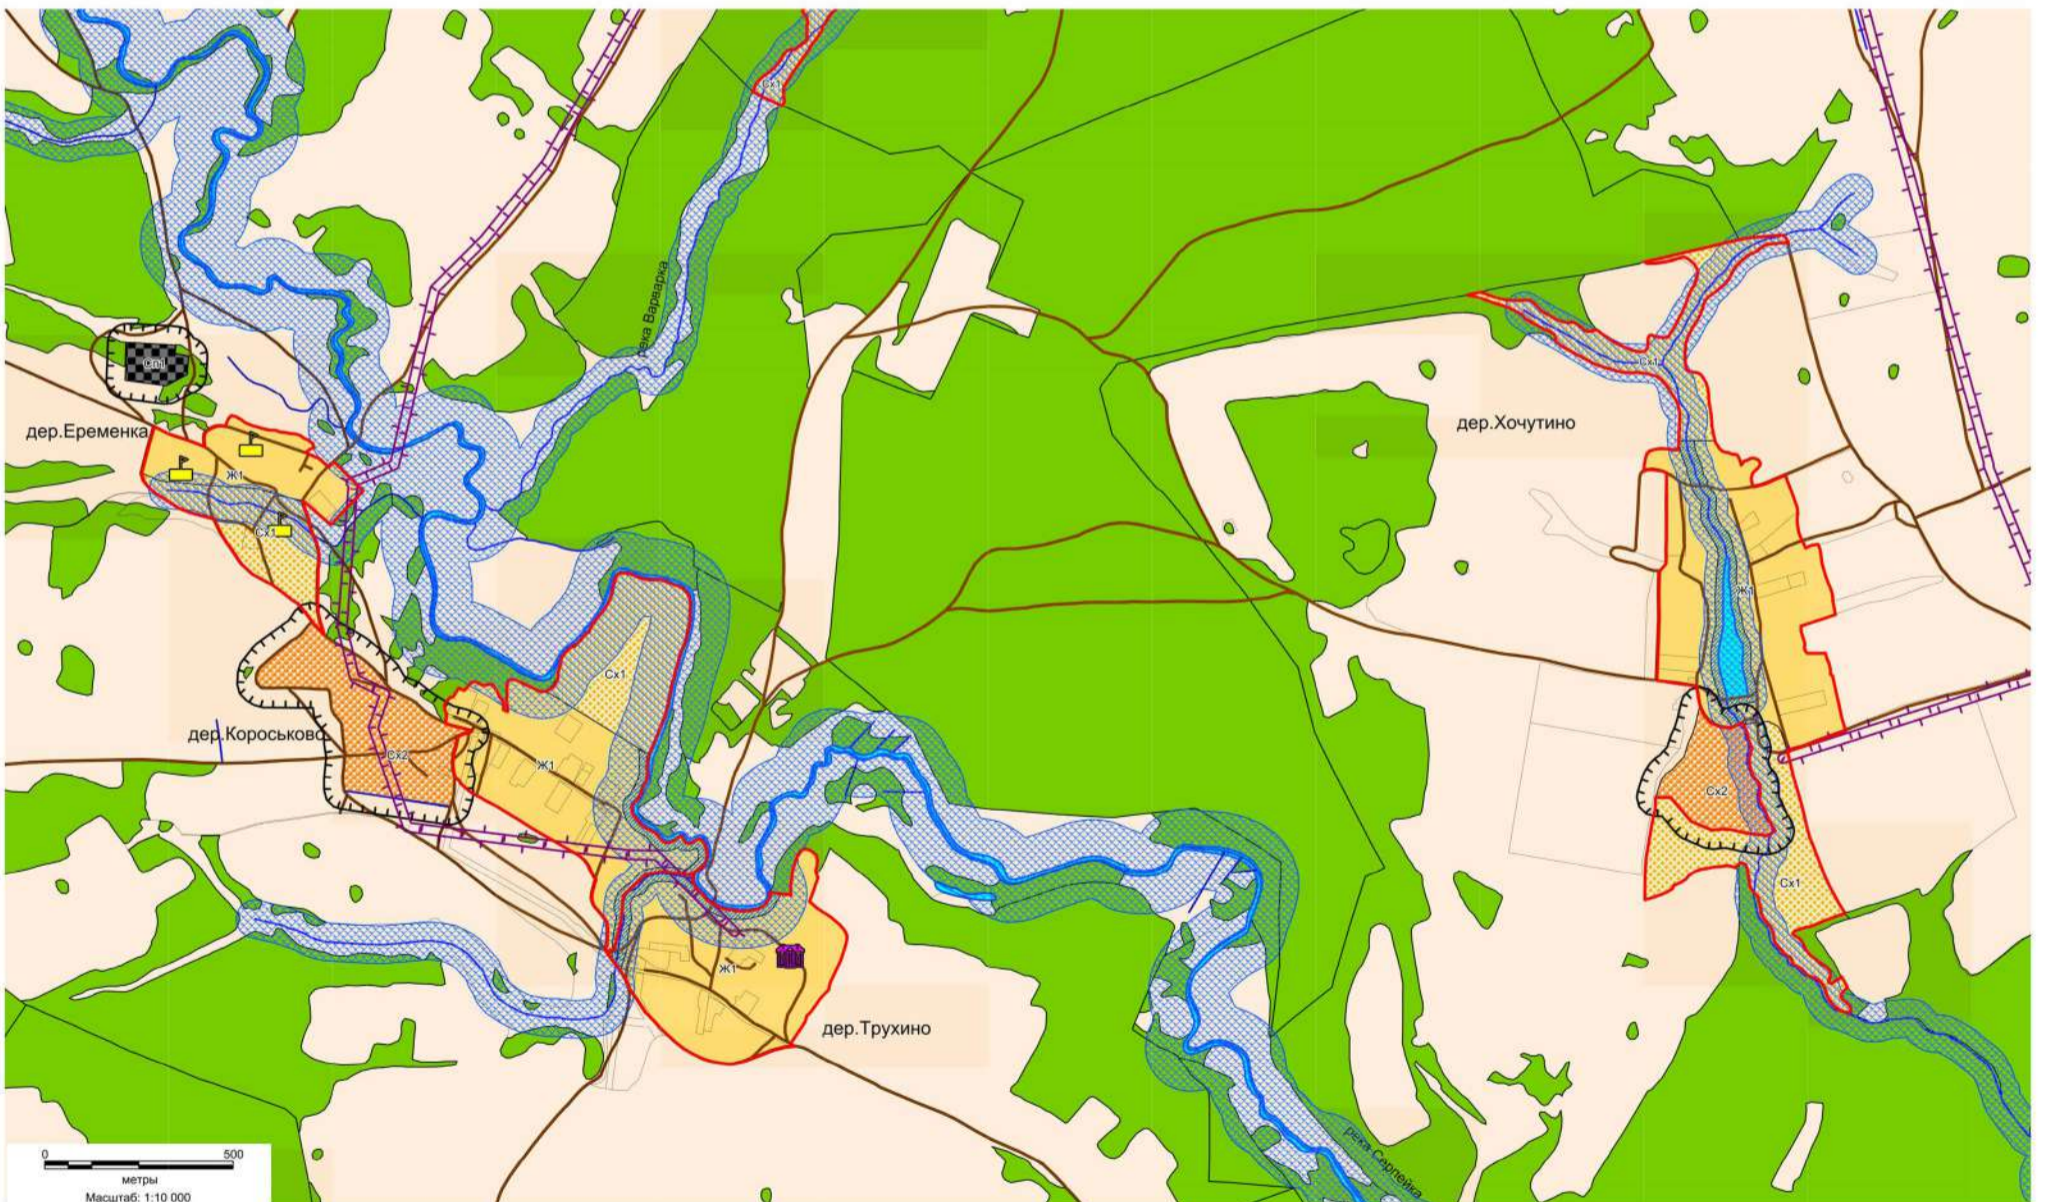 Сх1
река Варварка
Сп1
Сх1
дер.Хочутино
дер.Еременка
Ж1
Сх1
Ж1
Сх1
дер.Короськово
Сх2
Ж1
Сх2
Сх1
Ж1
дер.Трухино
река Серпейка
0 500
метры
Масштаб: 1:10 000